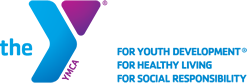 the
YMCA
®
FOR YOUTH DEVELOPMENT®
FOR HEALTHY LIVING
FOR SOCIAL RESPONSIBILITY